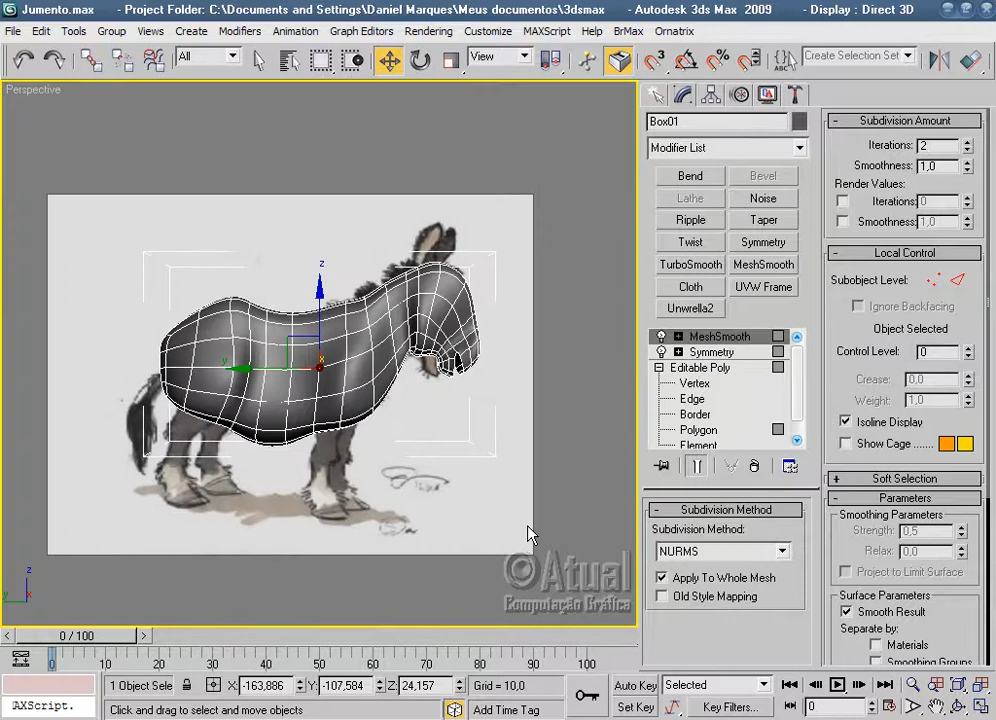 Jumento.max - Project Folder: C:\Documents and Settings\Daniel Marques\Meus documentos\3dsmax - Autodesk 3ds Max 2009 - Display : Direct 3D
File Edit Tools Group Views Create Modifiers Animation Graph Editors Rendering Customize MAXScript Help BrMax Ornatrix
All View Create Selection Set
Perspective
Box01
Modifier List
Bend Bevel
Lathe Noise
Ripple Taper
Twist Symmetry
TurboSmooth MeshSmooth
Cloth UVW Frame
Unwrella2
MeshSmooth
Symmetry
Editable Poly
Vertex
Edge
Border
Polygon
Element
Subdivision Method
Subdivision Method:
NURMS
Apply To Whole Mesh
Old Style Mapping
Subdivision Amount
Iterations: 2
Smoothness: 1,0
Render Values:
Iterations: 0
Smoothness: 1,0
Local Control
Subobject Level:
Ignore Backfacing
Object Selected
Control Level: 0
Crease: 0,0
Weight: 1,0
Isoline Display
Show Cage ......
Soft Selection
Parameters
Smoothing Parameters
Strength: 0,5
Relax: 0,0
Project to Limit Surface
Surface Parameters
Smooth Result
Separate by:
Materials
Smoothing Groups
z
y
x
z
y x
©Atual
Computação Gráfica
0 / 100
0 10 20 30 40 50 60 70 80 90 100
1 Object Sele X: -163,886 Y: -107,584 Z: 24,157 Grid = 10,0 Auto Key Selected
AXScript. Click and drag to select and move objects Add Time Tag Set Key Key Filters... 0